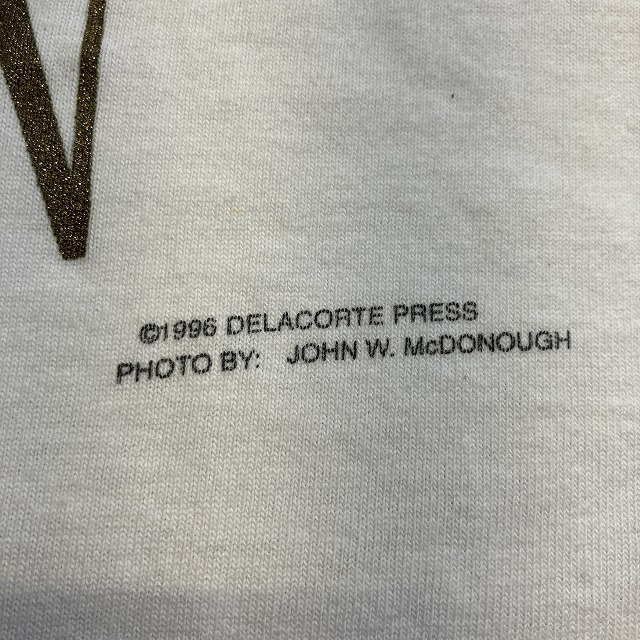 ©1996 DELACORTE PRESS
PHOTO BY: JOHN W. McDONOUGH